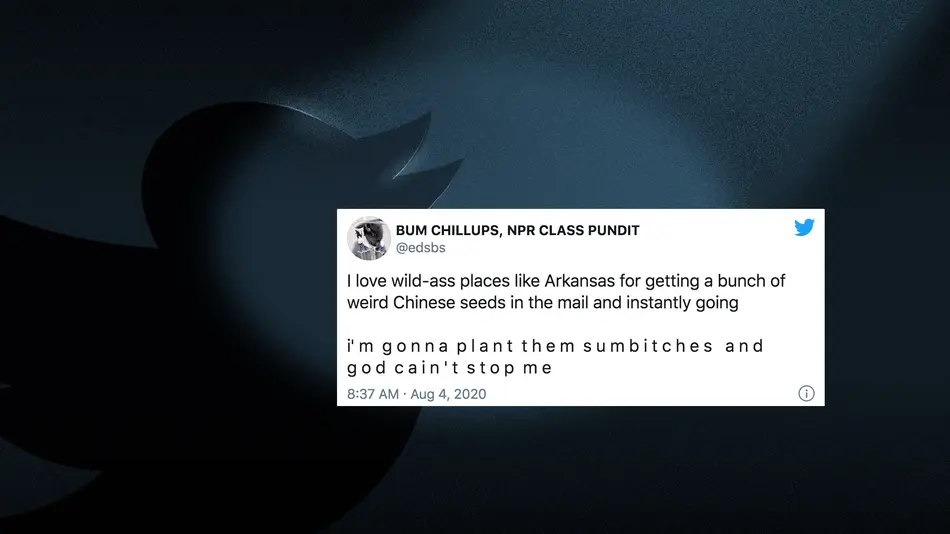 BUM CHILLUPS, NPR CLASS PUNDIT
@edsbs
I love wild-ass places like Arkansas for getting a bunch of
weird Chinese seeds in the mail and instantly going
i'm gonna plant them sumbitches and
god cain't stop me
8:37 AM · Aug 4, 2020